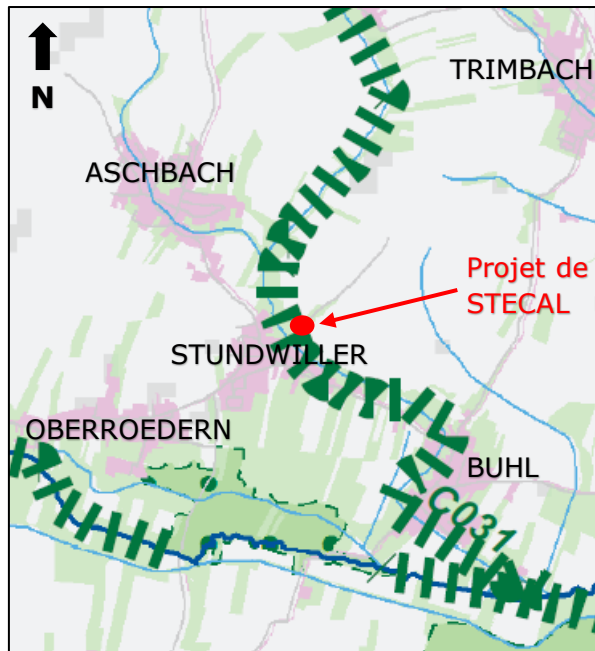 N
TRIMBACH
ASCHBACH
Projet de
STECAL
STUNDWILLER
OBERROEDERN
BUHL
C031